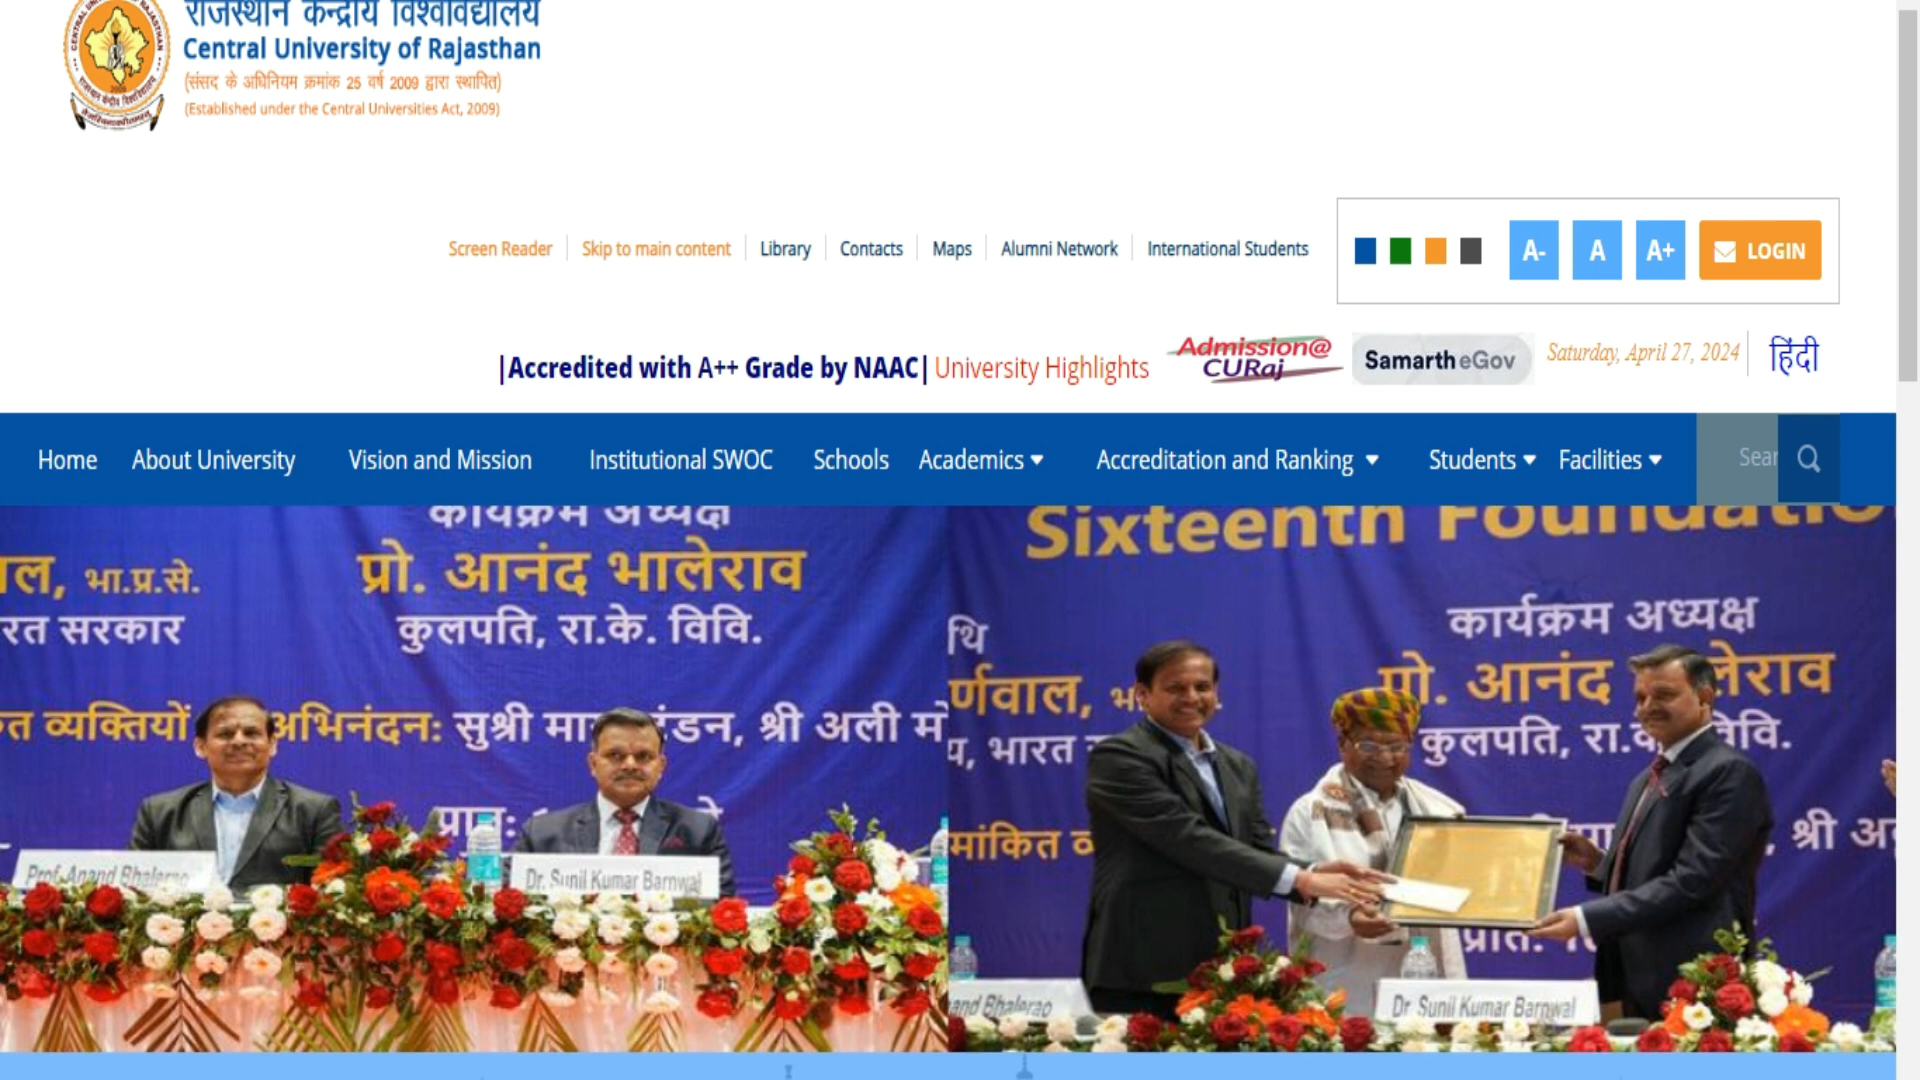 राजस्थान केन्द्रीय विश्वविद्यालय
Central University of Rajasthan
(संसद के अधिनियम क्रमांक 25 वर्ष 2009 द्वारा स्थापित)
(Established under the Central Universities Act, 2009)
Screen Reader
Skip to main content
Library
Contacts
Maps
Alumni Network
International Students
A-
A
A+
LOGIN
|Accredited with A++ Grade by NAAC| University Highlights
Admission@
CURaj
Samarth eGov
Saturday, April 27, 2024
हिंदी
Home
About University
Vision and Mission
Institutional SWOC
Schools
Academics
Accreditation and Ranking
Students
Facilities
Sear
कार्यक्रम अध्यक्ष
ल, भा.प्र.से.
प्रो. आनंद भालेराव
रत सरकार
कुलपति, रा.के. विवि.
त व्यक्तियों
अभिनंदन: सुश्री
डन, श्री अली
Prof. Anand Bhalerao
Dr. Sunil Kumar Barnwal
Sixteenth
कार्यक्रम अध्यक्ष
थि
र्णवाल,
आनंद
लेराव
भारत
कुलपति,
विवि.
मांकित
श्री
and Bhalerao
Dr Sunil Kumar Barnwal